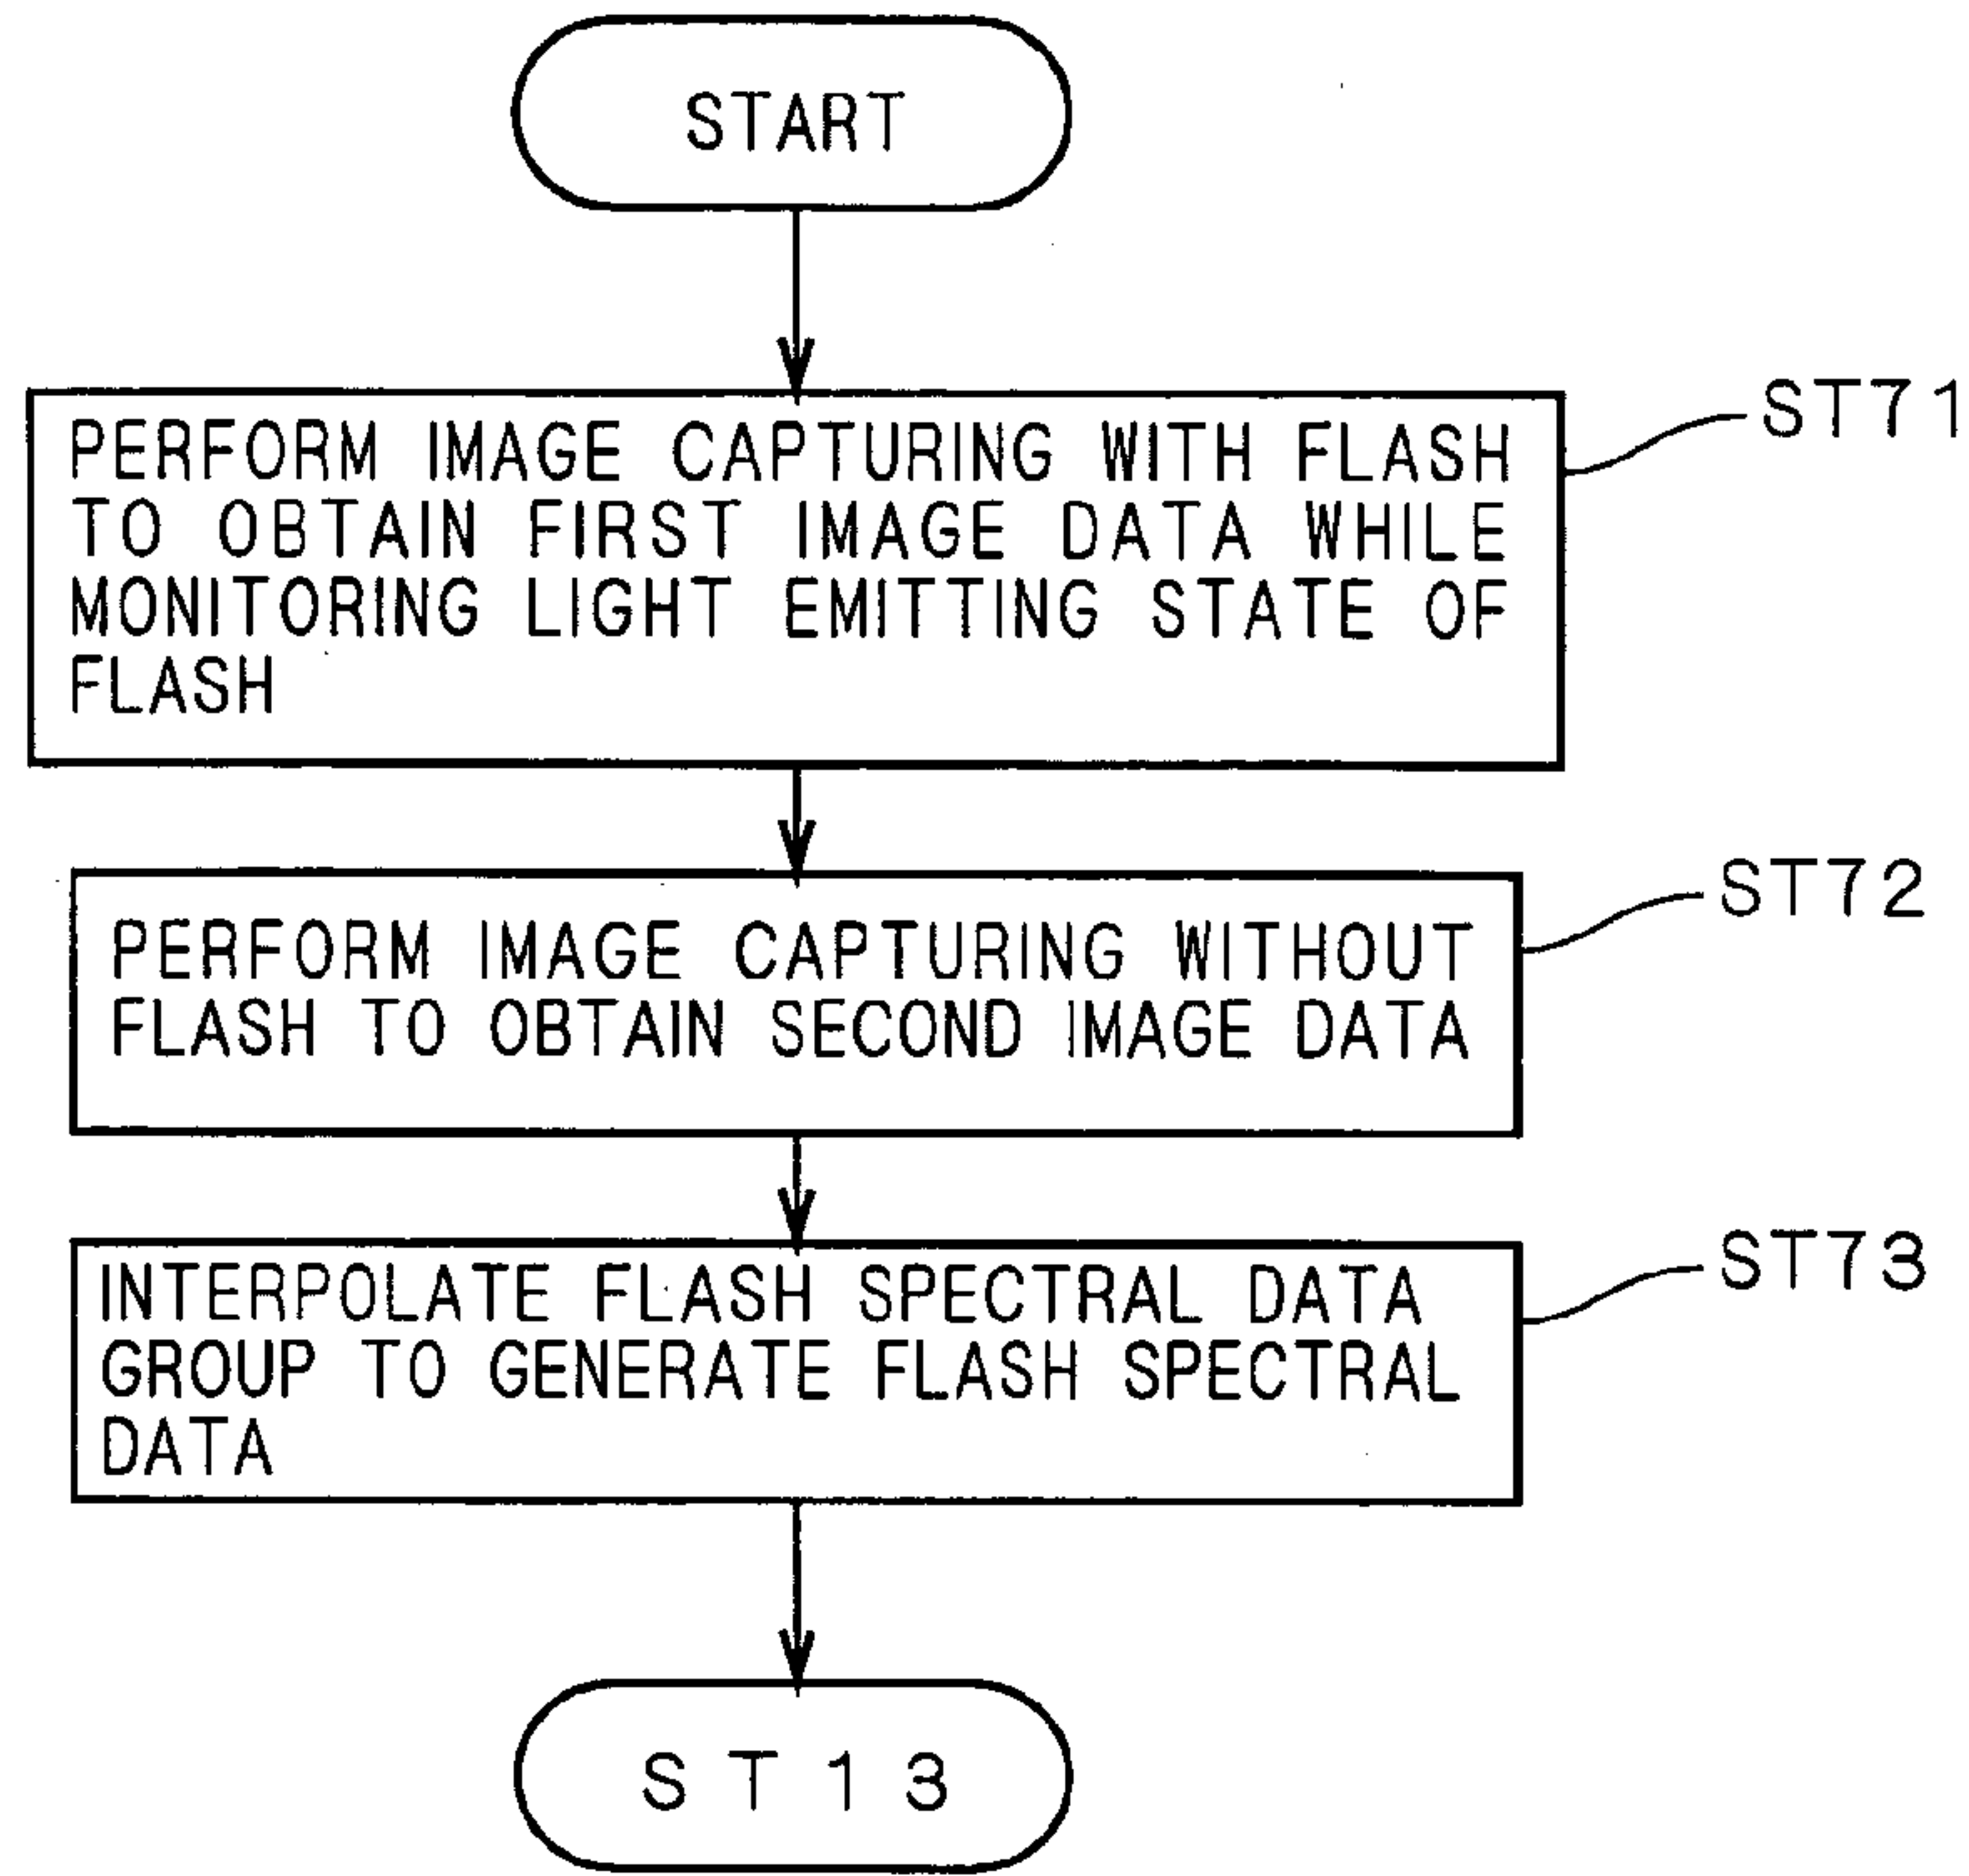 START
PERFORM IMAGE CAPTURING WITH FLASH
TO OBTAIN FIRST IMAGE DATA WHILE
MONITORING LIGHT EMITTING STATE OF
FLASH
ST71
PERFORM IMAGE CAPTURING WITHOUT
FLASH TO OBTAIN SECOND IMAGE DATA
ST72
INTERPOLATE FLASH SPECTRAL DATA
GROUP TO GENERATE FLASH SPECTRAL
DATA
ST73
ST13